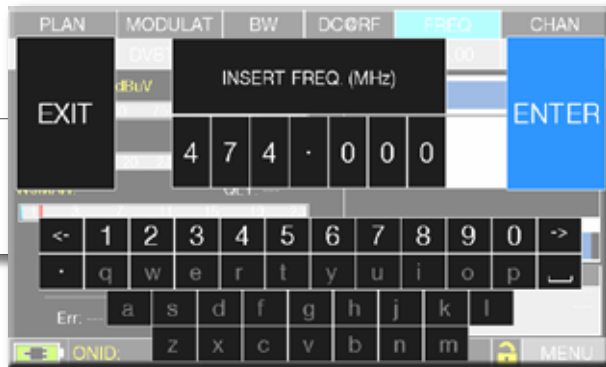 PLAN MODULAT BW DC@RF FREQ CHAN
DVB 00
dBuV
INSERT FREQ. (MHz)
EXIT
ENTER
4 7 4 . 0 0 0
<- 1 2 3 4 5 6 7 8 9 0 ->
. q w e r t y u i o p
a s d f g h j k l
Err: ---
z x c v b n m
ONID:
MENU